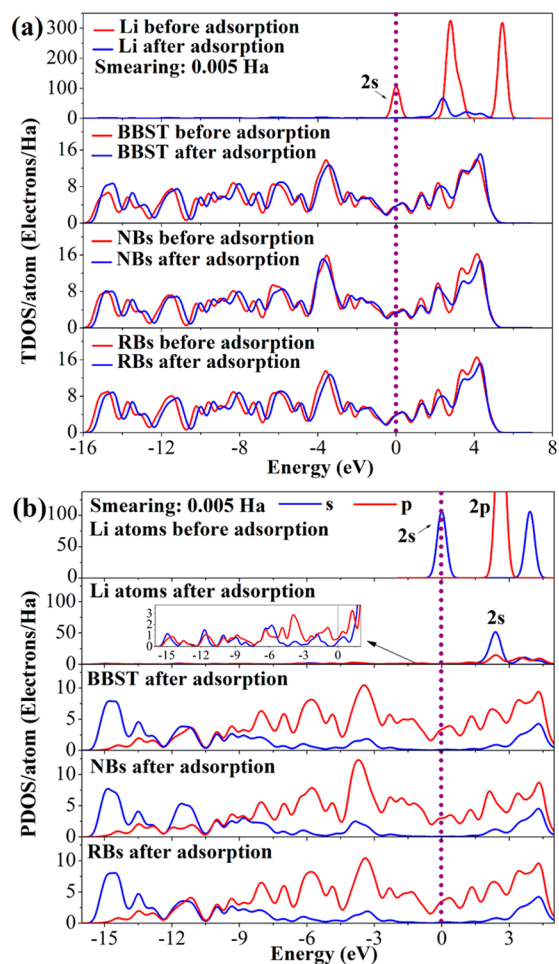 (a)
Li before adsorption
Li after adsorption
Smearing: 0.005 Ha
2s
300
200
100
0
BBST before adsorption
BBST after adsorption
16
8
0
NBs before adsorption
NBs after adsorption
16
8
0
RBs before adsorption
RBs after adsorption
16
8
0
TDOS/atom (Electrons/Ha)
-16 -12 -8 -4 0 4 8
Energy (eV)
(b)
Smearing: 0.005 Ha s p
Li atoms before adsorption
2s
2p
100
50
0
Li atoms after adsorption
2s
3
2
1
0
-15 -12 -9 -6 -3 0
100
50
0
BBST after adsorption
10
5
0
NBs after adsorption
10
5
0
RBs after adsorption
10
5
0
PDOS/atom (Electrons/Ha)
-15 -12 -9 -6 -3 0 3
Energy (eV)